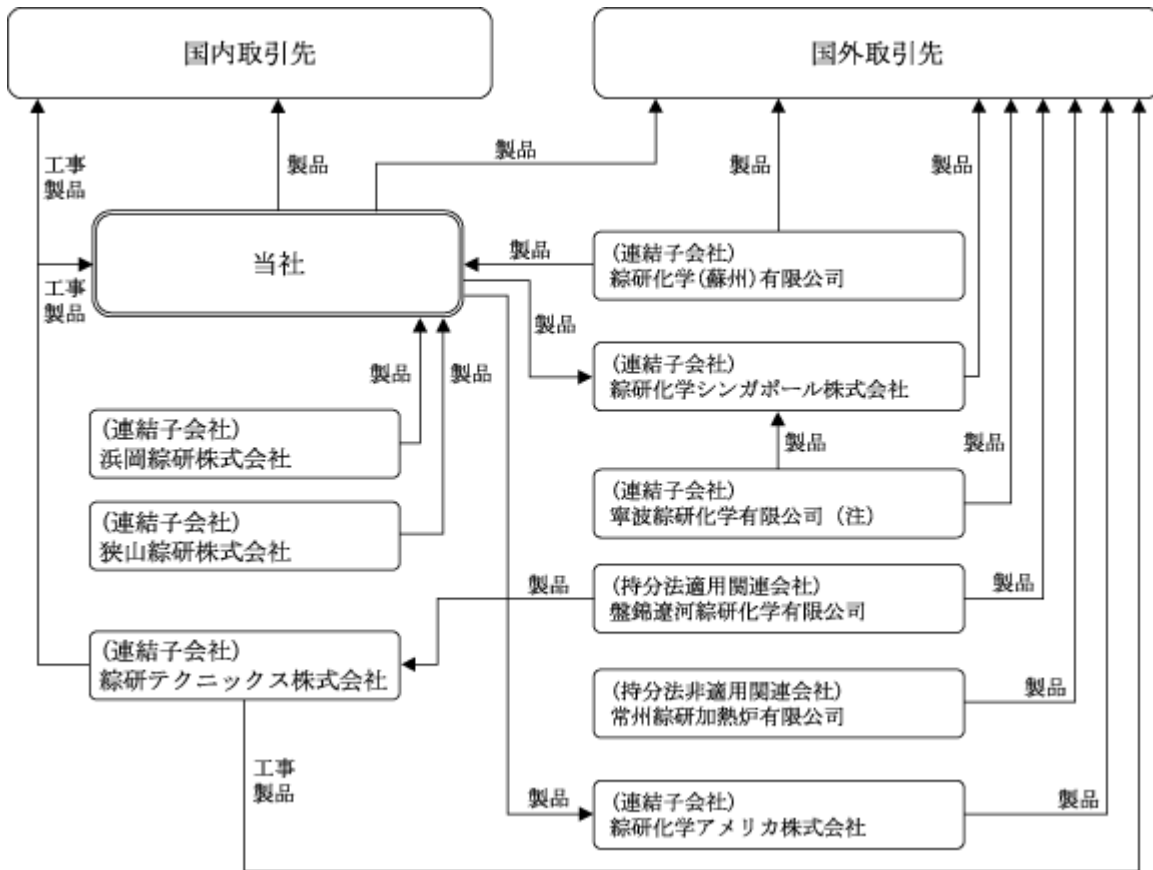 国内取引先
国外取引先
工事
製品
製品
製品
製品
製品
当社
工事
製品
製品
(連結子会社)
綜研化学(蘇州)有限公司
製品
製品
製品
(連結子会社)
綜研化学シンガポール株式会社
(連結子会社)
浜岡綜研株式会社
製品
製品
(連結子会社)
寧波綜研化学有限公司（注）
(連結子会社)
狭山綜研株式会社
製品
(持分法適用関連会社)
盤錦遼河綜研化学有限公司
製品
(連結子会社)
綜研テクニックス株式会社
(持分法非適用関連会社)
常州綜研加熱炉有限公司
製品
工事
製品
製品
(連結子会社)
綜研化学アメリカ株式会社
製品